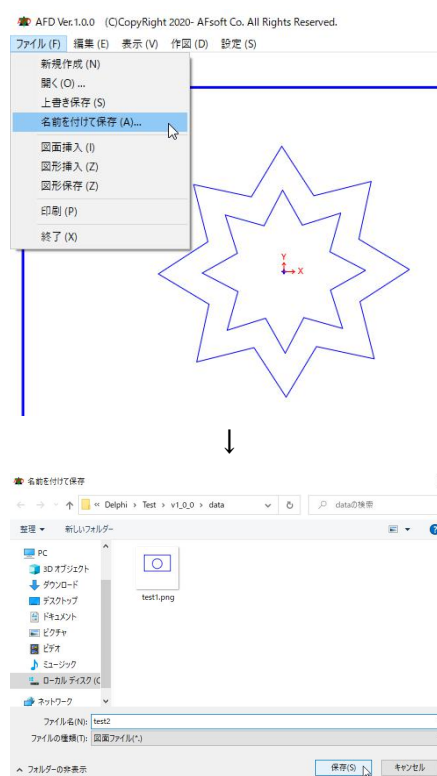 AFD Ver.1.0.0 (C)CopyRight 2020- AFsoft Co. All Rights Reserved.
ファイル (F) 編集 (E) 表示 (V) 作図 (D) 設定 (S)
新規作成 (N)
開く (O) ...
上書き保存 (S)
名前を付けて保存 (A)...
図面挿入 (I)
図形挿入 (Z)
図形保存 (Z)
印刷 (P)
終了 (X)
Y
X
↓
名前を付けて保存
« Delphi › Test › v1_0_0 › data
dataの検索
整理 新しいフォルダー
PC
3D オブジェクト
ダウンロード
デスクトップ
ドキュメント
ピクチャ
ビデオ
ミュージック
ローカル ディスク (C
ネットワーク
test1.png
ファイル名(N): test2
ファイルの種類(T): 図面ファイル(*.)
フォルダーの非表示
保存(S) キャンセル